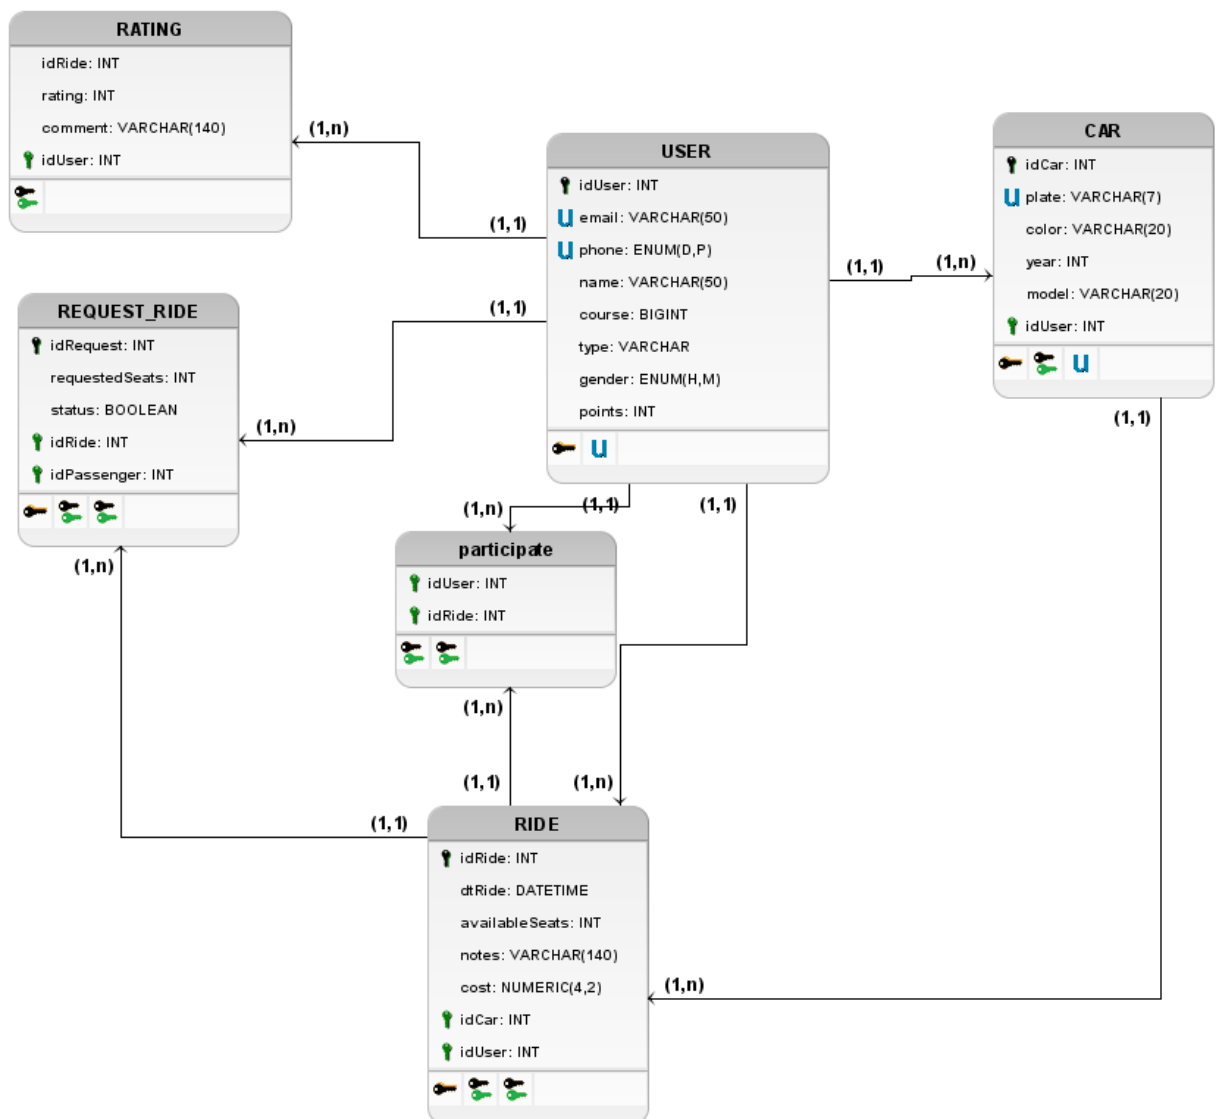 RATING
idRide: INT
rating: INT
comment: VARCHAR(140)
idUser: INT
(1,n)
(1,1)
USER
idUser: INT
u email: VARCHAR(50)
u phone: ENUM(D,P)
name: VARCHAR(50)
course: BIGINT
type: VARCHAR
gender: ENUM(H,M)
points: INT
u
(1,1)
(1,n)
CAR
idCar: INT
u plate: VARCHAR(7)
color: VARCHAR(20)
year: INT
model: VARCHAR(20)
idUser: INT
u
(1,1)
REQUEST_RIDE
idRequest: INT
requestedSeats: INT
status: BOOLEAN
idRide: INT
idPassenger: INT
(1,1)
(1,n)
(1,n)
(1,n)
(1,1)
(1,1)
participate
idUser: INT
idRide: INT
(1,n)
(1,1)
(1,n)
(1,1)
RIDE
idRide: INT
dtRide: DATETIME
availableSeats: INT
notes: VARCHAR(140)
cost: NUMERIC(4,2)
idCar: INT
idUser: INT
(1,n)